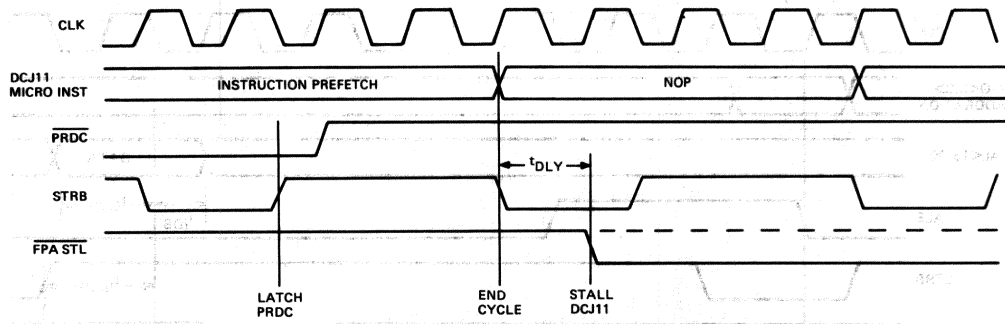 CLK
DCJ11
MICRO INST
INSTRUCTION PREFETCH
NOP
PRDC
tDLY
STRB
FPA STL
LATCH
PRDC
END
CYCLE
STALL
DCJ11